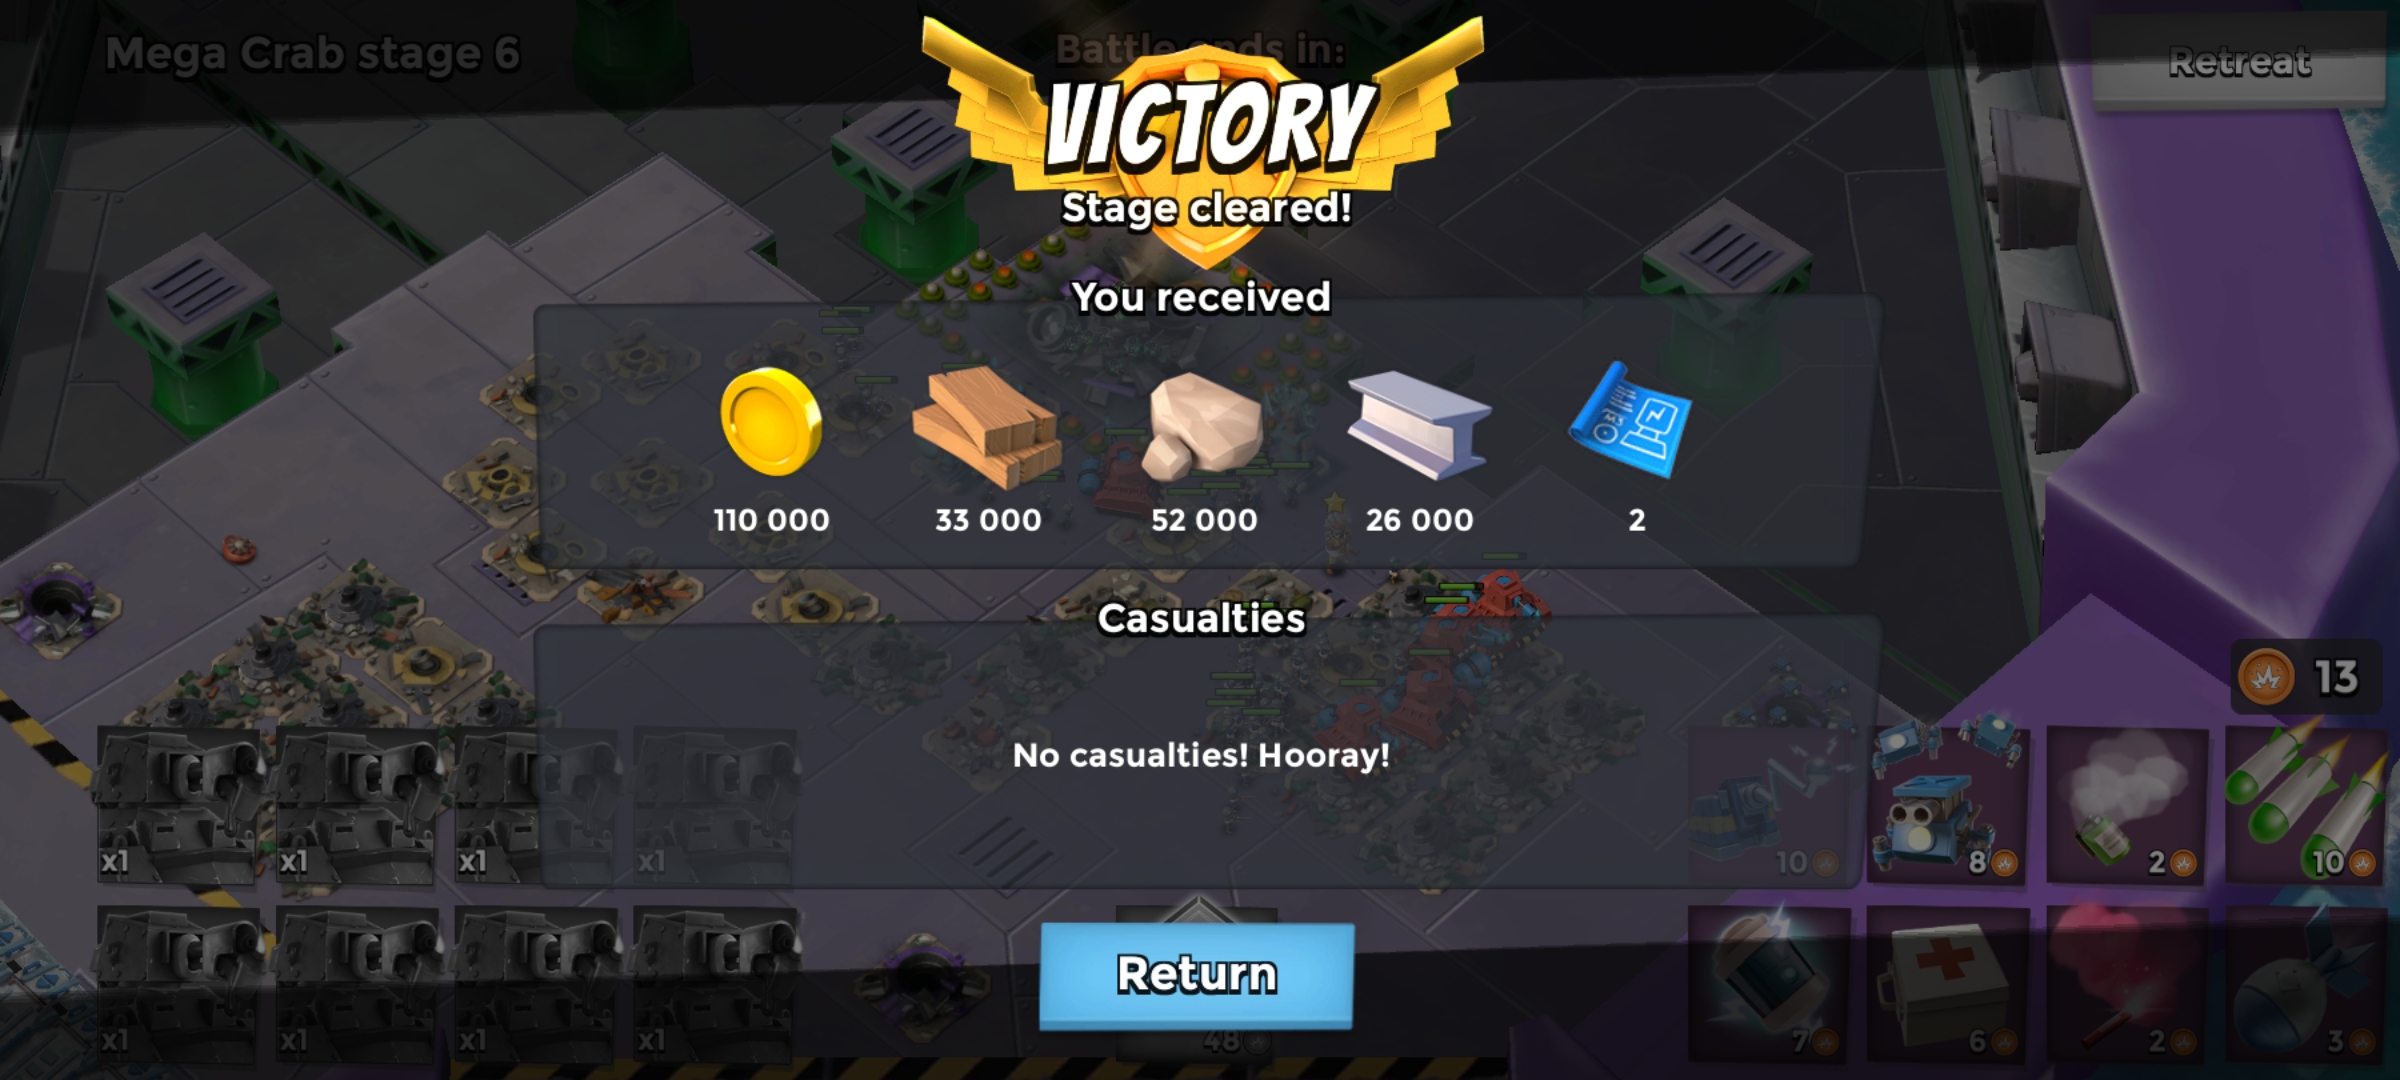 Mega Crab stage 6
Battle ends in:
Retreat
VICTORY
Stage cleared!
You received
110 000
33 000
52 000
26 000
2
Casualties
No casualties! Hooray!
13
x1
x1
x1
x1
10
8
2
10
x1
x1
x1
x1
Return
48
7
6
2
3